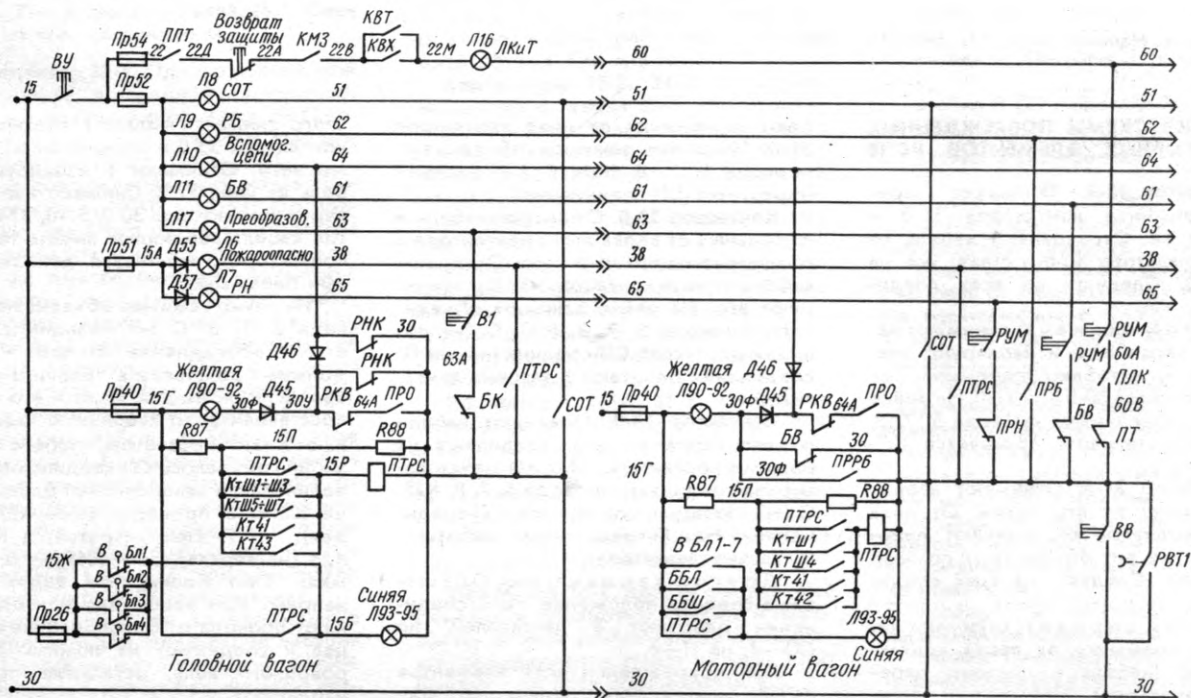 Пр54
22
ППТ
22Д
Возврат
защиты
22А
КМЗ
22В
КВТ
КВХ
22М
Л16
ЛКиТ
60
60
ВУ
15
Пр52
Л8
СОТ
51
51
51
Л9
РБ
62
62
62
Л10
Вспомог.
цепи
64
64
64
Л11
БВ
61
61
61
Л17
Преобразов.
63
63
63
Пр51
15А
Д55
Л6
Пожароопасно
38
38
38
Д57
Л7
РН
65
65
65
РНК
30
Д46
РНК
В1
63А
ПТРС
БК
СОТ
Пр40
15Г
Желтая
Л90-92
30Ф
Д45
30У
РКВ
64А
ПРО
R87
15П
R88
ПТРС
15Р
ПТРС
КтШ1÷Ш3
КтШ5÷Ш7
Кт41
Кт43
15Ж
В
Бл1
В
Бл2
В
Бл3
В
Бл4
Пр26
ПТРС
15Б
Синяя
Л93-95
Головной вагон
30
30
30
15
Пр40
15Г
Желтая
Л90-92
30Ф
Д45
Д46
РКВ
64А
ПРО
ББ
30
30Ф
ПРРБ
R87
15П
R88
ПТРС
ПТРС
КтШ1
КтШ4
Кт41
Кт42
В Бл 1-7
ББЛ
ББШ
ПТРС
Л93-95
Синяя
Моторный вагон
СОТ
ПТРС
РУМ
ПРН
ПРБ
РУМ
БВ
РУМ
60А
ПЛК
60В
ПТ
ВВ
РВТ1